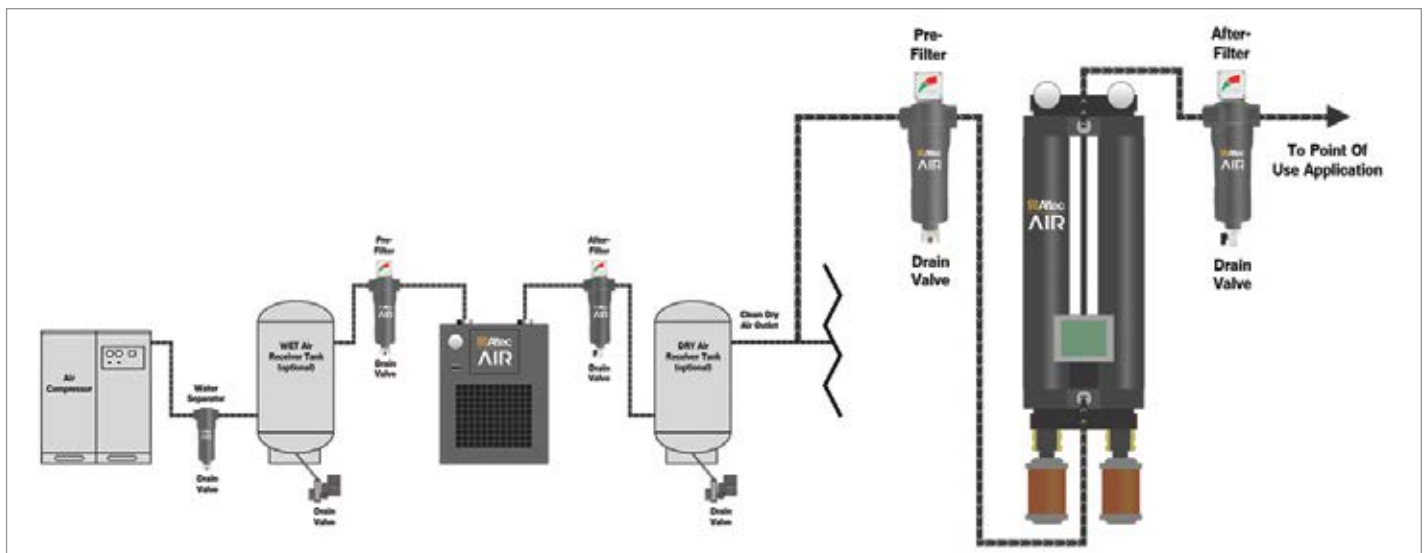 Air
Compressor
Water
Separator
Drain
Valve
WET Air
Receiver Tank
(optional)
Drain
Valve
Pre-
Filter
AIR
Drain
Valve
Altec
AIR
After-
Filter
AIR
Drain
Valve
DRY Air
Receiver Tank
(optional)
Drain
Valve
Clean Dry
Air Outlet
Pre-
Filter
Altec
AIR
Drain
Valve
Altec
AIR
After-
Filter
Altec
AIR
Drain
Valve
To Point Of
Use Application